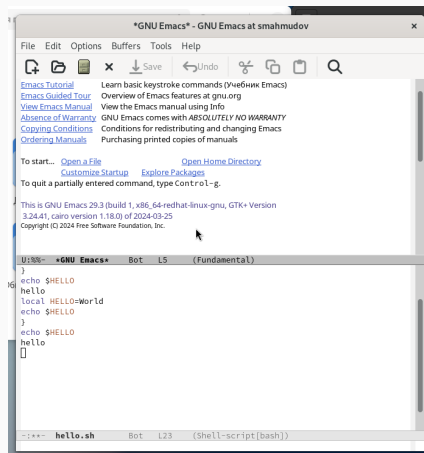 *GNU Emacs* - GNU Emacs at smahmudov
File Edit Options Buffers Tools Help
Save Undo
Emacs Tutorial Learn basic keystroke commands (Учебник Emacs)
Emacs Guided Tour Overview of Emacs features at gnu.org
View Emacs Manual View the Emacs manual using Info
Absence of Warranty GNU Emacs comes with ABSOLUTELY NO WARRANTY
Copying Conditions Conditions for redistributing and changing Emacs
Ordering Manuals Purchasing printed copies of manuals
To start... Open a File Open Home Directory
Customize Startup Explore Packages
To quit a partially entered command, type Control-g.
This is GNU Emacs 29.3 (build 1, x86_64-redhat-linux-gnu, GTK+ Version
3.24.41, cairo version 1.18.0) of 2024-03-25
Copyright (C) 2024 Free Software Foundation, Inc.
U:%%- *GNU Emacs* Bot L5 (Fundamental)
}
echo $HELLO
hello
local HELLO=World
echo $HELLO
}
echo $HELLO
hello
-:**- hello.sh Bot L23 (Shell-script[bash])